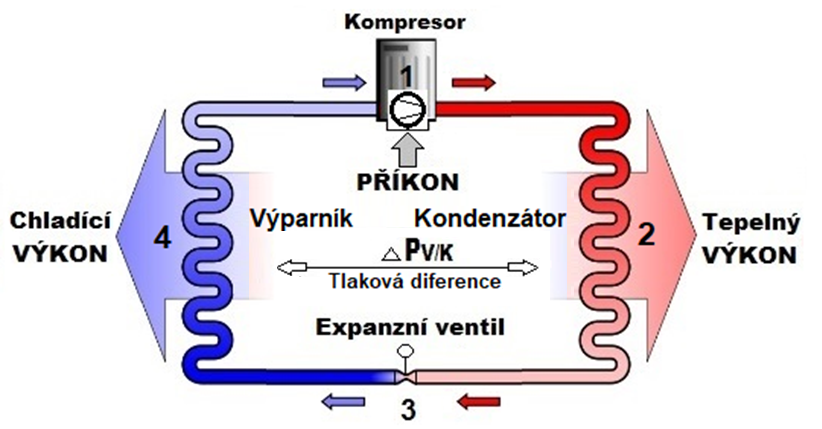 Kompresor
1
PŘÍKON
Chladící
VÝKON
4
Výparník
Kondenzátor
2
Tepelný
VÝKON
△PV/K
Tlaková diference
Expanzní ventil
3